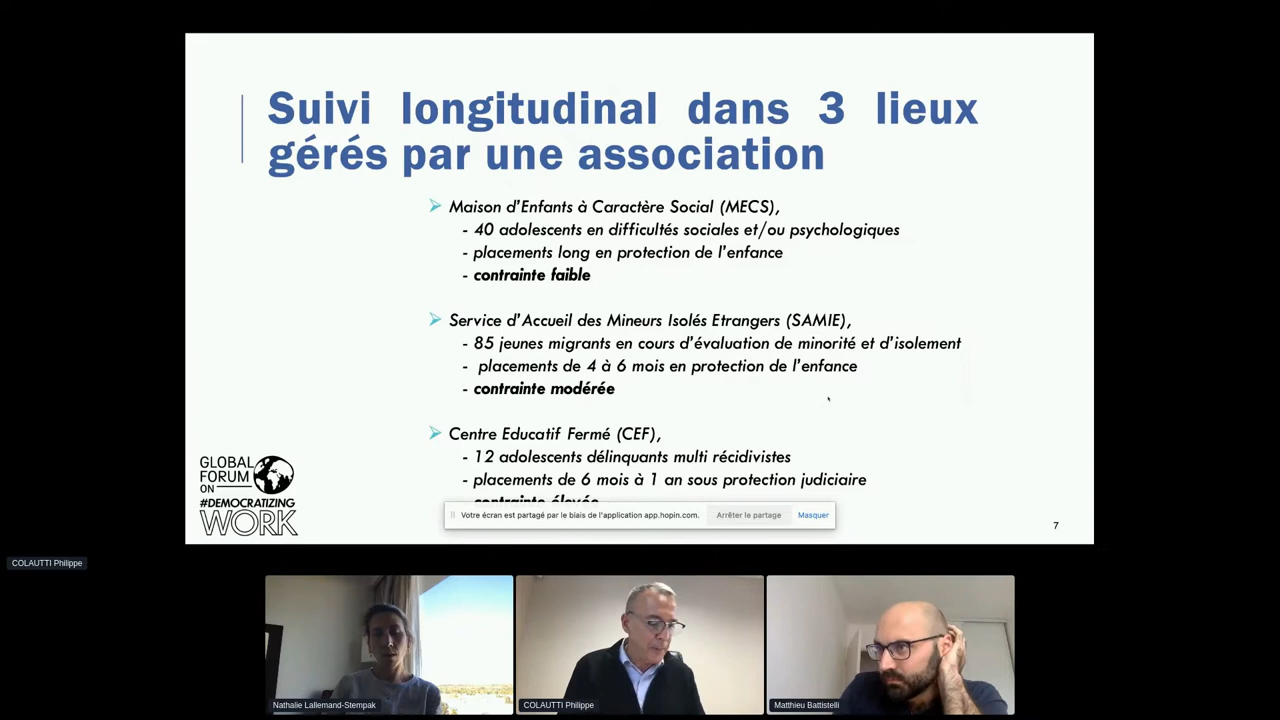 Suivi longitudinal dans 3 lieux
gérés par une association
Maison d'Enfants à Caractère Social (MECS),
- 40 adolescents en difficultés sociales et/ou psychologiques
- placements long en protection de l'enfance
- contrainte faible
Service d'Accueil des Mineurs Isolés Etrangers (SAMIE),
- 85 jeunes migrants en cours d'évaluation de minorité et d'isolement
- placements de 4 à 6 mois en protection de l'enfance
- contrainte modérée
Centre Educatif Fermé (CEF),
- 12 adolescents délinquants multi récidivistes
- placements de 6 mois à 1 an sous protection judiciaire
- contrainte élevée
Votre écran est partagé par le biais de l'application app.hopin.com.
Arrêter le partage
Masquer
GLOBAL
FORUM
ON
#DEMOCRATIZING
WORK
7
COLAUTTI Philippe
Nathalie Lallemand-Stempak
COLAUTTI Philippe
Matthieu Battistelli